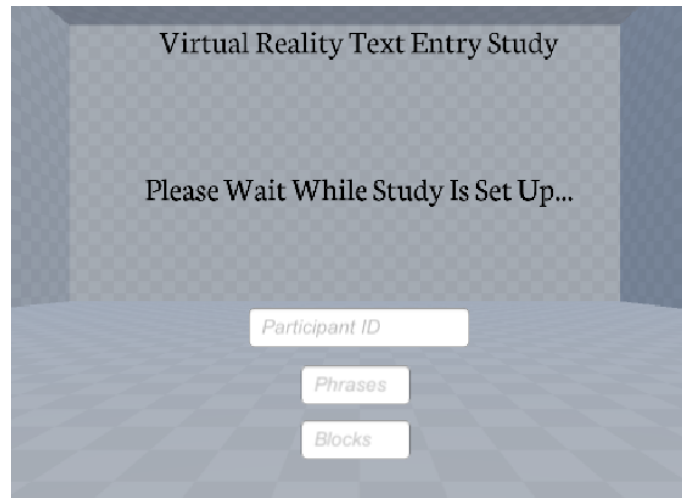 Virtual Reality Text Entry Study
Please Wait While Study Is Set Up...
Participant ID
Phrases
Blocks